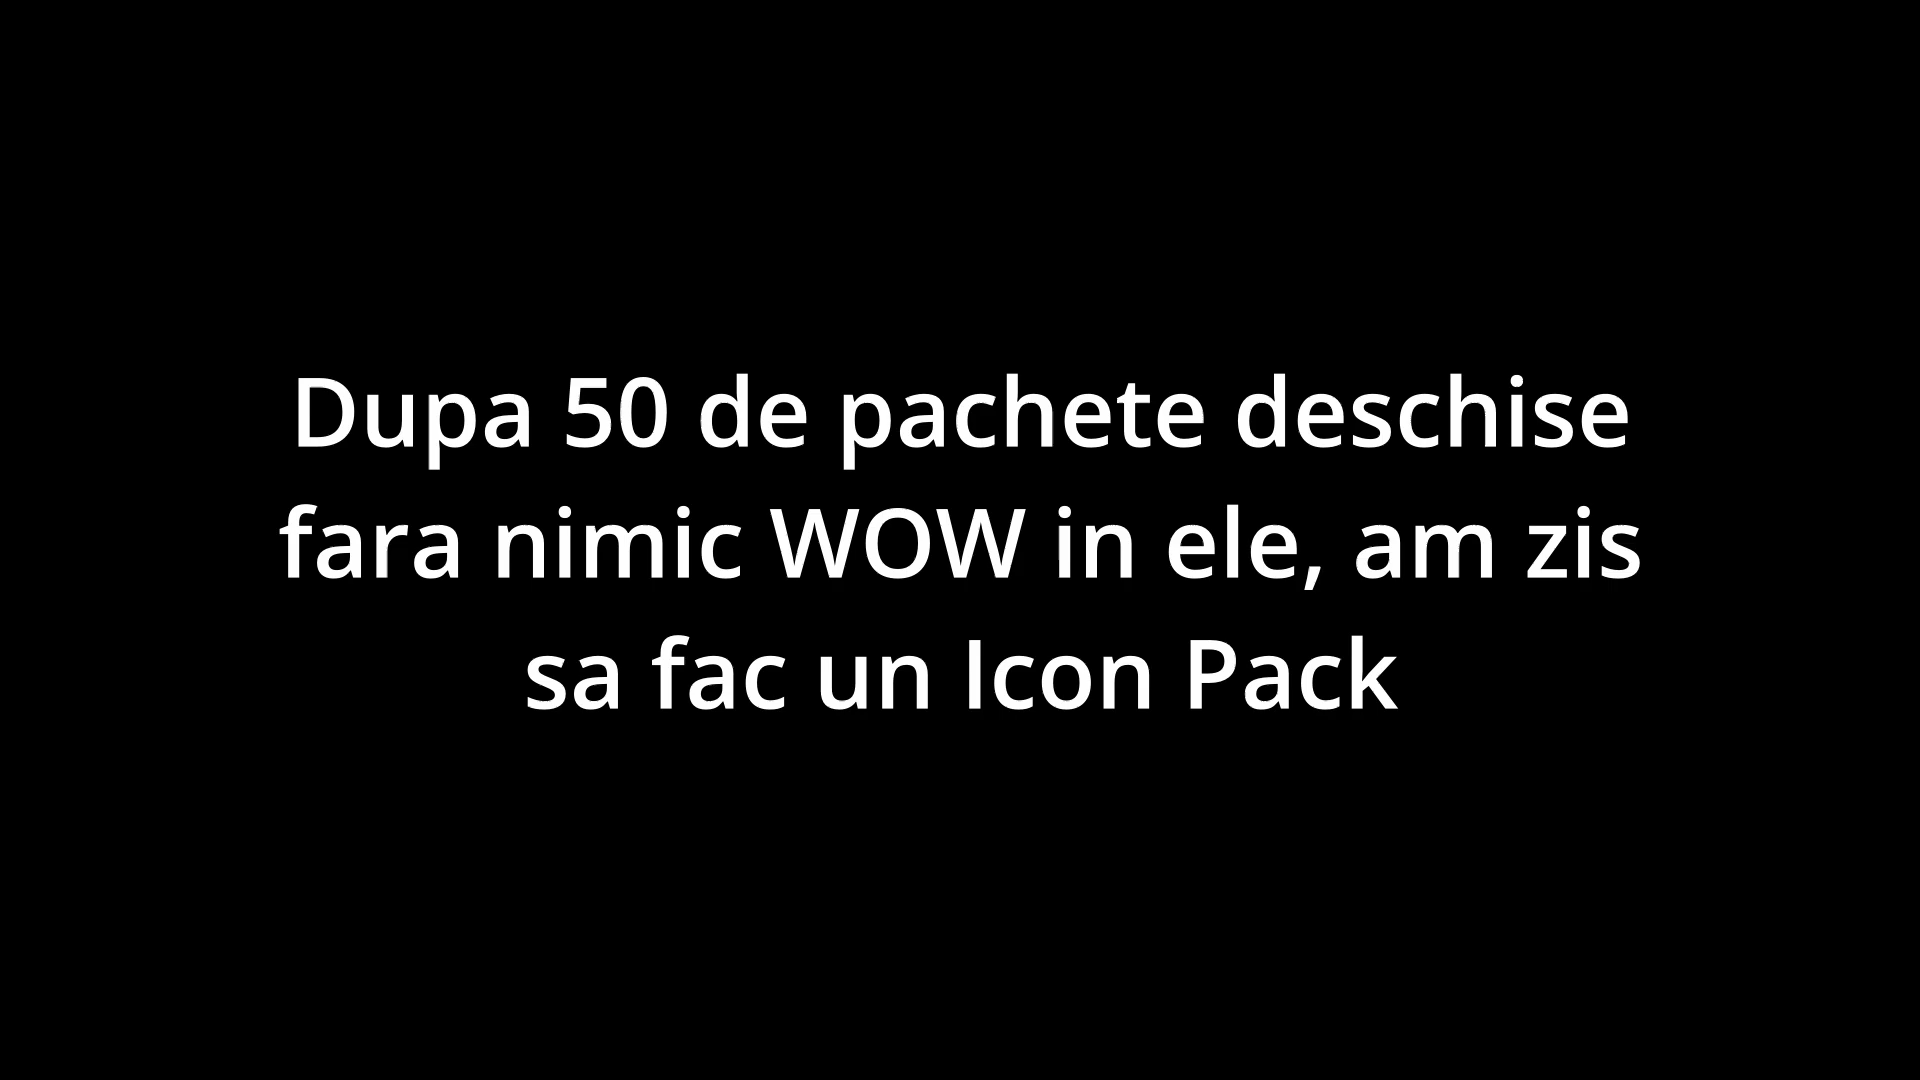 Dupa 50 de pachete deschise
fara nimic WOW in ele, am zis
sa fac un Icon Pack